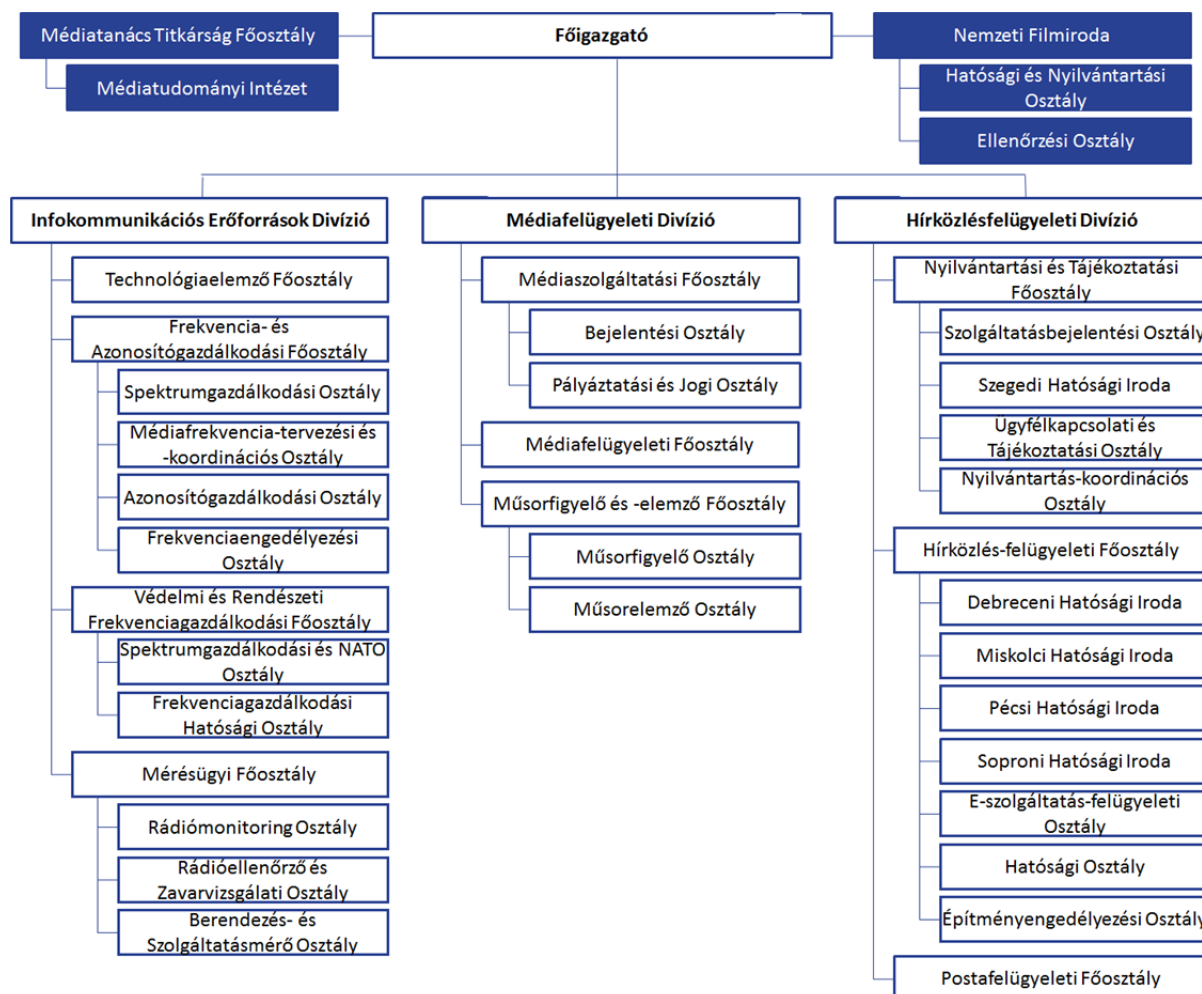 Médiatanács Titkárság Főosztály
Médiatudományi Intézet
Főigazgató
Nemzeti Filmiroda
Hatósági és Nyilvántartási
Osztály
Ellenőrzési Osztály
Infokommunikációs Erőforrások Divízió
Technológiaelemző Főosztály
Frekvencia- és
Azonosítógazdálkodási Főosztály
Spektrumgazdálkodási Osztály
Médiafrekvencia-tervezési és
-koordinációs Osztály
Azonosítógazdálkodási Osztály
Frekvenciaengedélyezési
Osztály
Védelmi és Rendészeti
Frekvenciagazdálkodási Főosztály
Spektrumgazdálkodási és NATO
Osztály
Frekvenciagazdálkodási
Hatósági Osztály
Mérésügyi Főosztály
Rádiómonitoring Osztály
Rádióellenőrző és
Zavarvizsgálati Osztály
Berendezés- és
Szolgáltatásmérő Osztály
Médiafelügyeleti Divízió
Médiaszolgáltatási Főosztály
Bejelentési Osztály
Pályáztatási és Jogi Osztály
Médiafelügyeleti Főosztály
Műsorfigyelő és -elemző Főosztály
Műsorfigyelő Osztály
Műsorelemző Osztály
Hírközlésfelügyeleti Divízió
Nyilvántartási és Tájékoztatási
Főosztály
Szolgáltatásbejelentési Osztály
Szegedi Hatósági Iroda
Ügyfélkapcsolati és
Tájékoztatási Osztály
Nyilvántartás-koordinációs
Osztály
Hírközlés-felügyeleti Főosztály
Debreceni Hatósági Iroda
Miskolci Hatósági Iroda
Pécsi Hatósági Iroda
Soproni Hatósági Iroda
E-szolgáltatás-felügyeleti
Osztály
Hatósági Osztály
Építményengedélyezési Osztály
Postafelügyeleti Főosztály